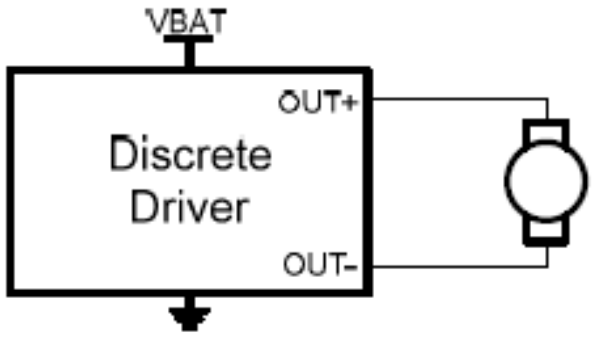 VBAT
OUT+
Discrete
Driver
OUT-